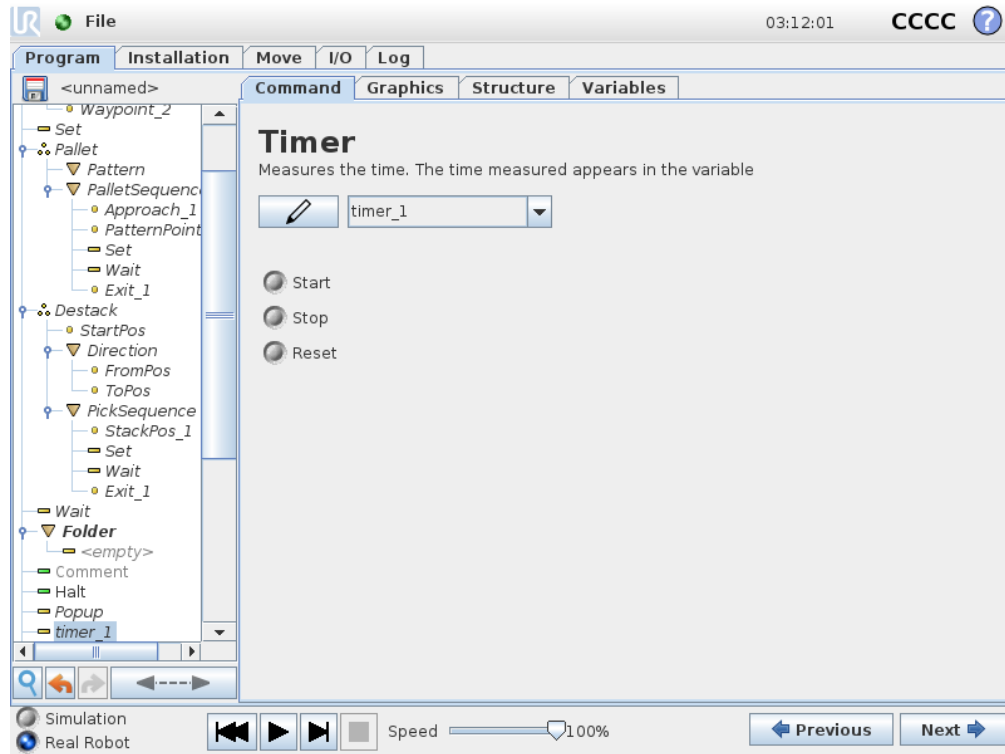 UR File 03:12:01 CCCC ?
Program Installation Move I/O Log
<unnamed>
Command Graphics Structure Variables
Waypoint_2
Set
Pallet
Pattern
PalletSequenc
Approach_1
PatternPoint
Set
Wait
Exit_1
Destack
StartPos
Direction
FromPos
ToPos
PickSequence
StackPos_1
Set
Wait
Exit_1
Wait
Folder
<empty>
Comment
Halt
Popup
timer_1
Timer
Measures the time. The time measured appears in the variable
timer_1
Start
Stop
Reset
Simulation
Real Robot
Speed 100%
Previous Next